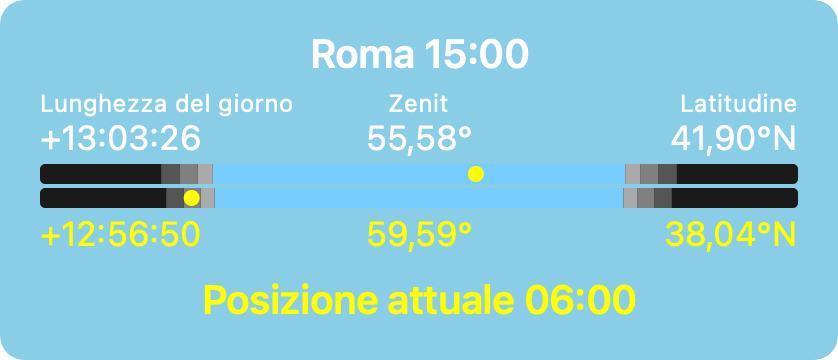 Roma 15:00
Lunghezza del giorno Zenit Latitudine
+13:03:26 55,58° 41,90°N
+12:56:50 59,59° 38,04°N
Posizione attuale 06:00